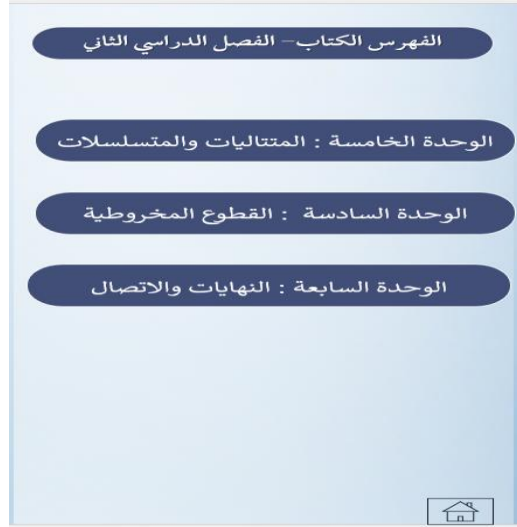 الفهرس الكتاب– الفصل الدراسي الثاني
الوحدة الخامسة : المتتاليات والمتسلسلات
الوحدة السادسة : القطوع المخروطية
الوحدة السابعة : النهايات والاتصال